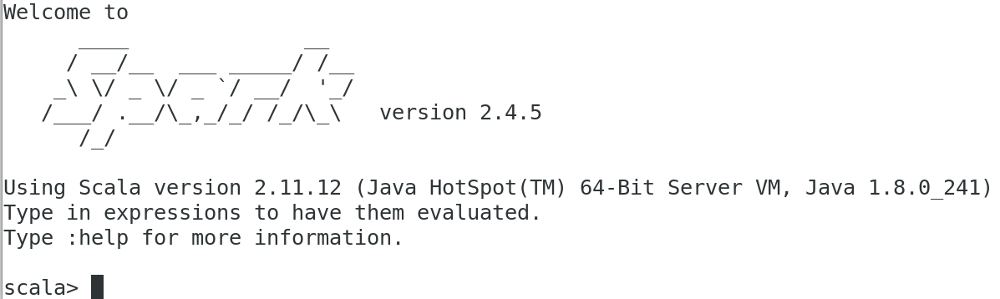 Welcome to
      ____              __
     / __/__  ___ _____/ /__
    _\ \/ _ \/ _ `/ __/  '_/
   /___/ .__/\_,_/_/ /_/\_\   version 2.4.5
      /_/
Using Scala version 2.11.12 (Java HotSpot(TM) 64-Bit Server VM, Java 1.8.0_241)
Type in expressions to have them evaluated.
Type :help for more information.
scala>